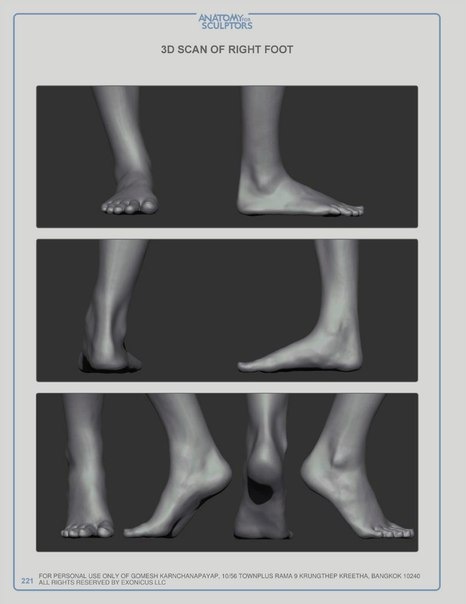 ANATOMY FOR
SCULPTORS
3D SCAN OF RIGHT FOOT
221
FOR PERSONAL USE ONLY OF GOMESH KARNCHANAPAYAP, 10/56 TOWNPLUS RAMA 9 KRUNGTHEP KREETHA, BANGKOK 10240
ALL RIGHTS RESERVED BY EXONICUS LLC